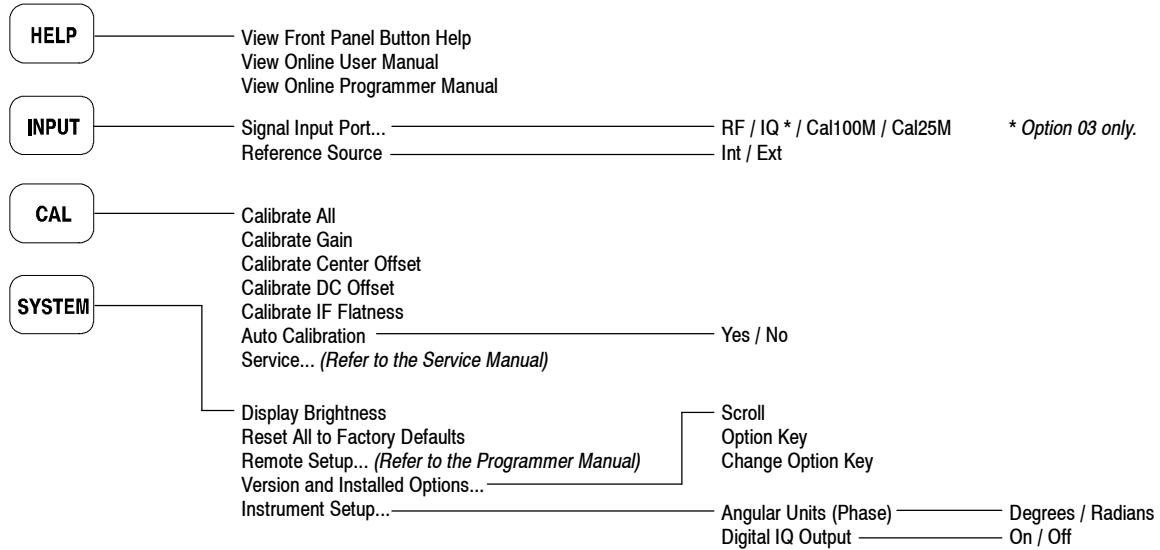 HELP
View Front Panel Button Help
View Online User Manual
View Online Programmer Manual
INPUT
Signal Input Port... RF / IQ * / Cal100M / Cal25M * Option 03 only.
Reference Source Int / Ext
CAL
Calibrate All
Calibrate Gain
Calibrate Center Offset
Calibrate DC Offset
Calibrate IF Flatness
Auto Calibration Yes / No
Service... (Refer to the Service Manual)
SYSTEM
Display Brightness Scroll
Reset All to Factory Defaults Option Key
Remote Setup... (Refer to the Programmer Manual) Change Option Key
Version and Installed Options...
Instrument Setup... Angular Units (Phase) Degrees / Radians
Digital IQ Output On / Off